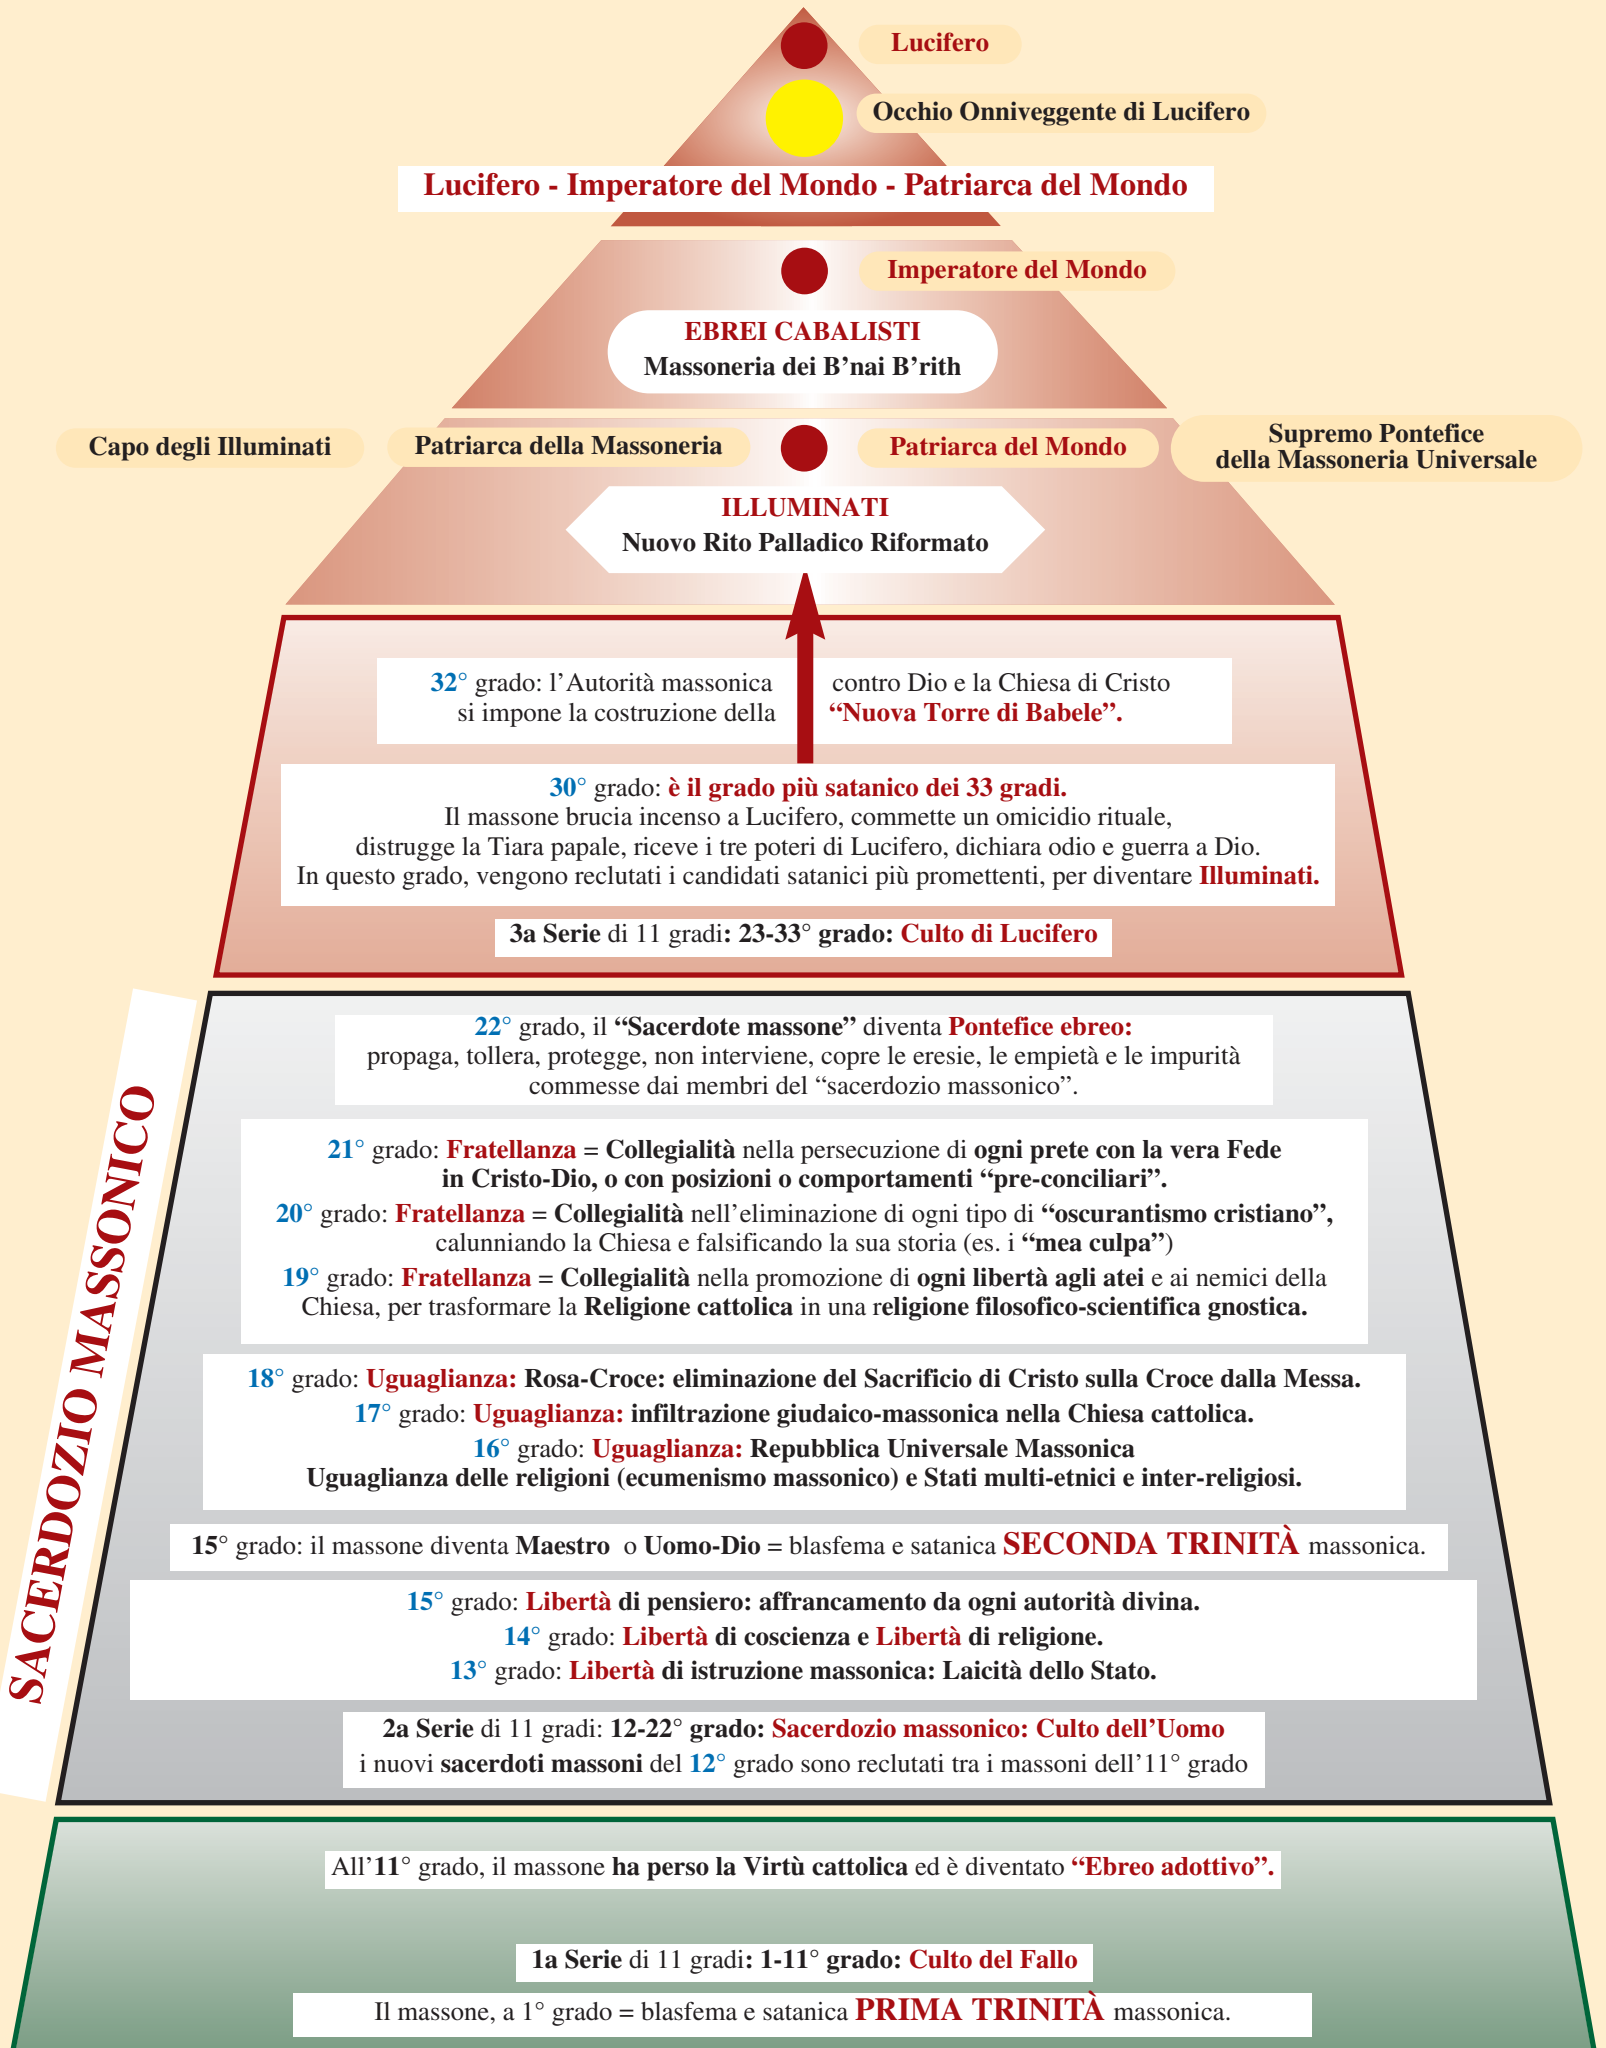 Lucifero
Occhio Onniveggente di Lucifero
Lucifero - Imperatore del Mondo - Patriarca del Mondo
Imperatore del Mondo
EBREI CABALISTI
Massoneria dei B’nai B’rith
Capo degli Illuminati
Patriarca della Massoneria
Patriarca del Mondo
Supremo Pontefice
della Massoneria Universale
ILLUMINATI
Nuovo Rito Palladico Riformato
32° grado: l’Autorità massonica contro Dio e la Chiesa di Cristo
si impone la costruzione della “Nuova Torre di Babele”.
30° grado: è il grado più satanico dei 33 gradi.
Il massone brucia incenso a Lucifero, commette un omicidio rituale,
distrugge la Tiara papale, riceve i tre poteri di Lucifero, dichiara odio e guerra a Dio.
In questo grado, vengono reclutati i candidati satanici più promettenti, per diventare Illuminati.
3a Serie di 11 gradi: 23-33° grado: Culto di Lucifero
SACERDOZIO MASSONICO
22° grado, il “Sacerdote massone” diventa Pontefice ebreo:
propaga, tollera, protegge, non interviene, copre le eresie, le empietà e le impurità
commesse dai membri del “sacerdozio massonico”.
21° grado: Fratellanza = Collegialità nella persecuzione di ogni prete con la vera Fede
in Cristo-Dio, o con posizioni o comportamenti “pre-conciliari”.
20° grado: Fratellanza = Collegialità nell’eliminazione di ogni tipo di “oscurantismo cristiano”,
calunniando la Chiesa e falsificando la sua storia (es. i “mea culpa”)
19° grado: Fratellanza = Collegialità nella promozione di ogni libertà agli atei e ai nemici della
Chiesa, per trasformare la Religione cattolica in una religione filosofico-scientifica gnostica.
18° grado: Uguaglianza: Rosa-Croce: eliminazione del Sacrificio di Cristo sulla Croce dalla Messa.
17° grado: Uguaglianza: infiltrazione giudaico-massonica nella Chiesa cattolica.
16° grado: Uguaglianza: Repubblica Universale Massonica
Uguaglianza delle religioni (ecumenismo massonico) e Stati multi-etnici e inter-religiosi.
15° grado: il massone diventa Maestro o Uomo-Dio = blasfema e satanica SECONDA TRINITÀ massonica.
15° grado: Libertà di pensiero: affrancamento da ogni autorità divina.
14° grado: Libertà di coscienza e Libertà di religione.
13° grado: Libertà di istruzione massonica: Laicità dello Stato.
2a Serie di 11 gradi: 12-22° grado: Sacerdozio massonico: Culto dell’Uomo
i nuovi sacerdoti massoni del 12° grado sono reclutati tra i massoni dell’11° grado
All’11° grado, il massone ha perso la Virtù cattolica ed è diventato “Ebreo adottivo”.
1a Serie di 11 gradi: 1-11° grado: Culto del Fallo
Il massone, a 1° grado = blasfema e satanica PRIMA TRINITÀ massonica.